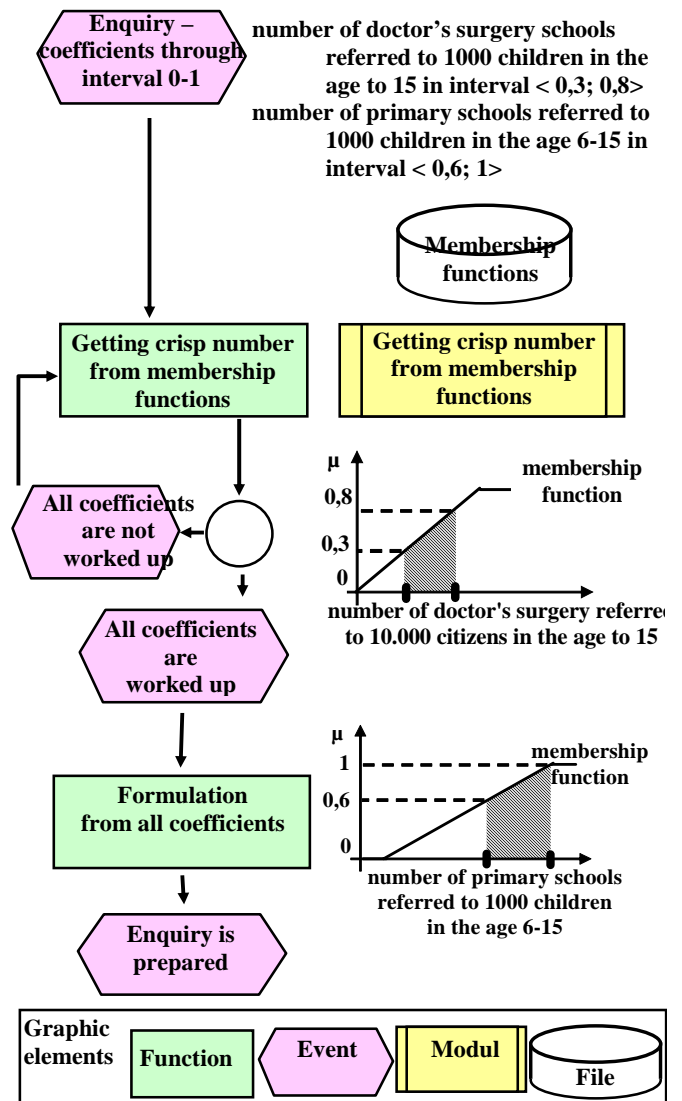 Enquiry –
coefficients through
interval 0-1
number of doctor's surgery schools
referred to 1000 children in the
age to 15 in interval < 0,3; 0,8>
number of primary schools referred to
1000 children in the age 6-15 in
interval < 0,6; 1>
Membership
functions
Getting crisp number
from membership
functions
Getting crisp number
from membership
functions
All coefficients
are not
worked up
µ
0,8
0,3
0
membership
function
number of doctor's surgery referred
to 10.000 citizens in the age to 15
All coefficients
are
worked up
µ
1
0,6
0
membership
function
number of primary schools
referred to 1000 children
in the age 6-15
Formulation
from all coefficients
Enquiry is
prepared
Graphic
elements
Function
Event
Modul
File